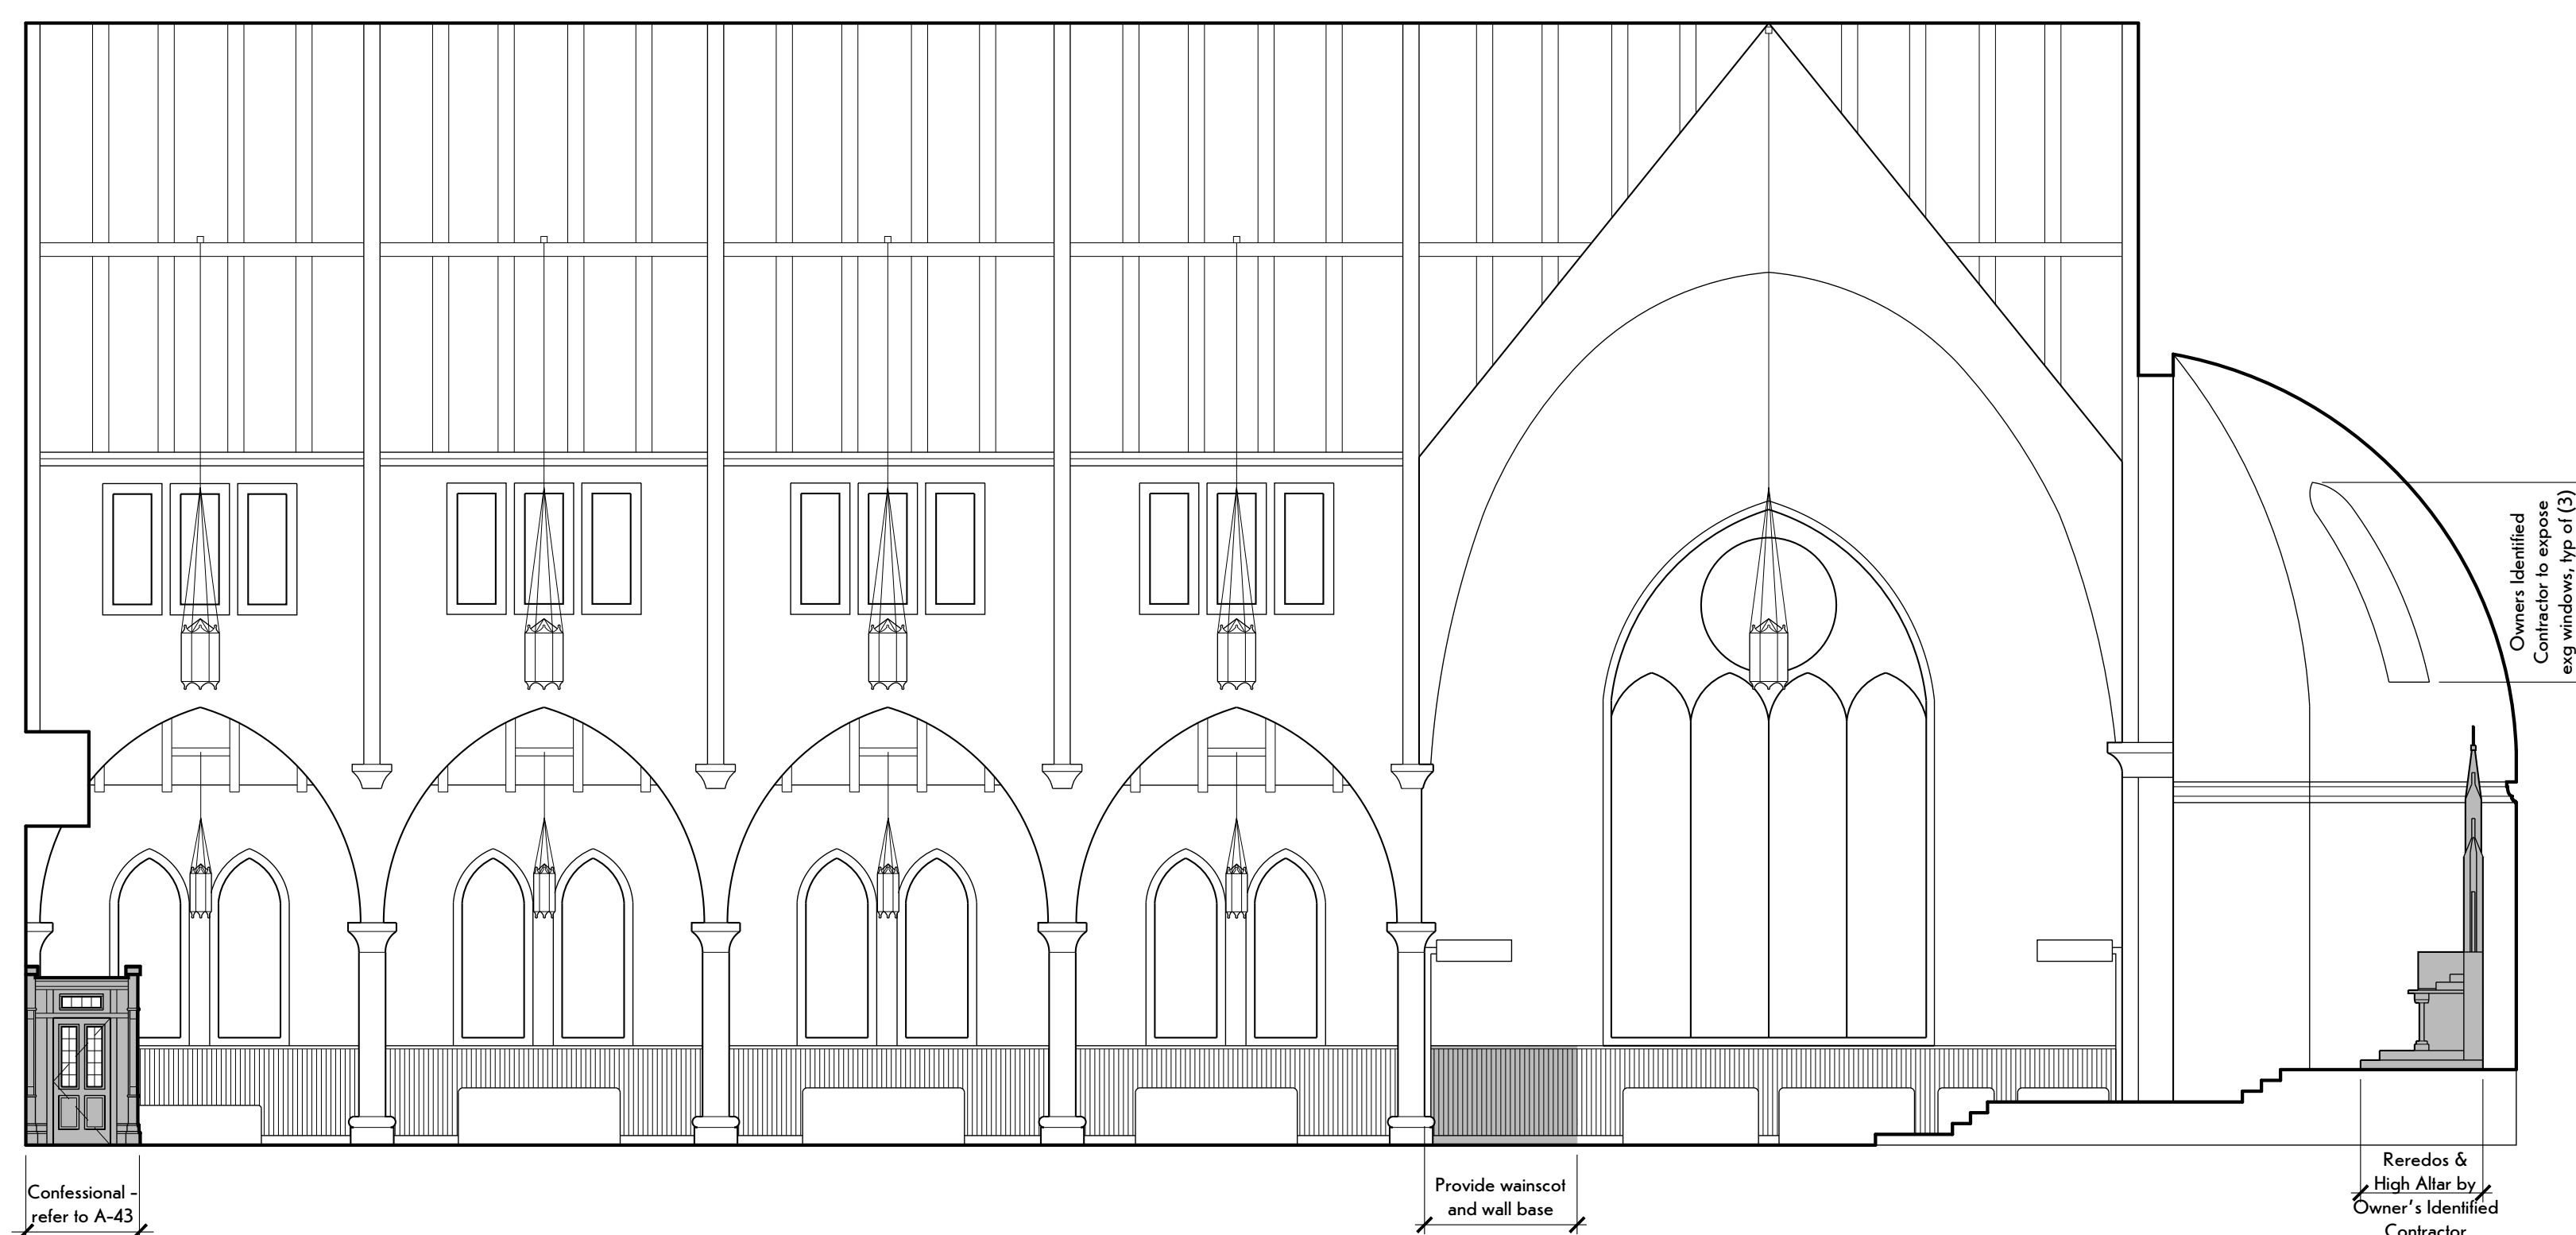 Owners Identified
Contractor to expose
exg windows, typ of (3)
Confessional -
refer to A-43
Provide wainscot
and wall base
Reredos &
High Altar by
Owner's Identified
Contractor